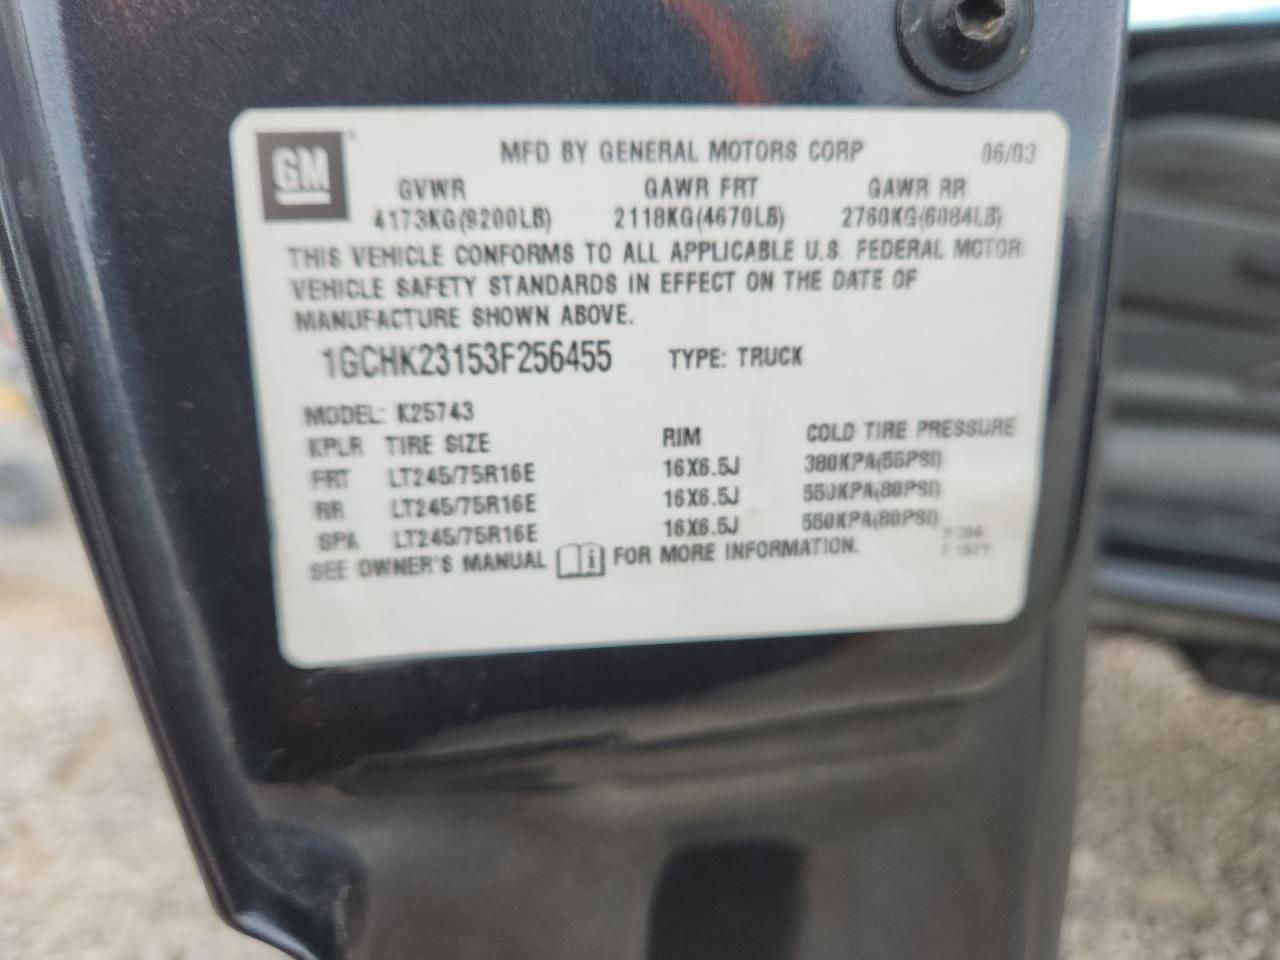 GM
MFD BY GENERAL MOTORS CORP 06/03
GVWR GAWR FRT GAWR RR
4173KG(9200LB) 2118KG(4670LB) 2760KG(6084LB)
THIS VEHICLE CONFORMS TO ALL APPLICABLE U.S. FEDERAL MOTOR
VEHICLE SAFETY STANDARDS IN EFFECT ON THE DATE OF
MANUFACTURE SHOWN ABOVE.
1GCHK23153F256455 TYPE: TRUCK
MODEL: K25743
KPLR TIRE SIZE RIM COLD TIRE PRESSURE
FRT LT245/75R16E 16X6.5J 380KPA(55PSI)
RR LT245/75R16E 16X6.5J 550KPA(80PSI)
SPA LT245/75R16E 16X6.5J 550KPA(80PSI)
SEE OWNER'S MANUAL i FOR MORE INFORMATION.